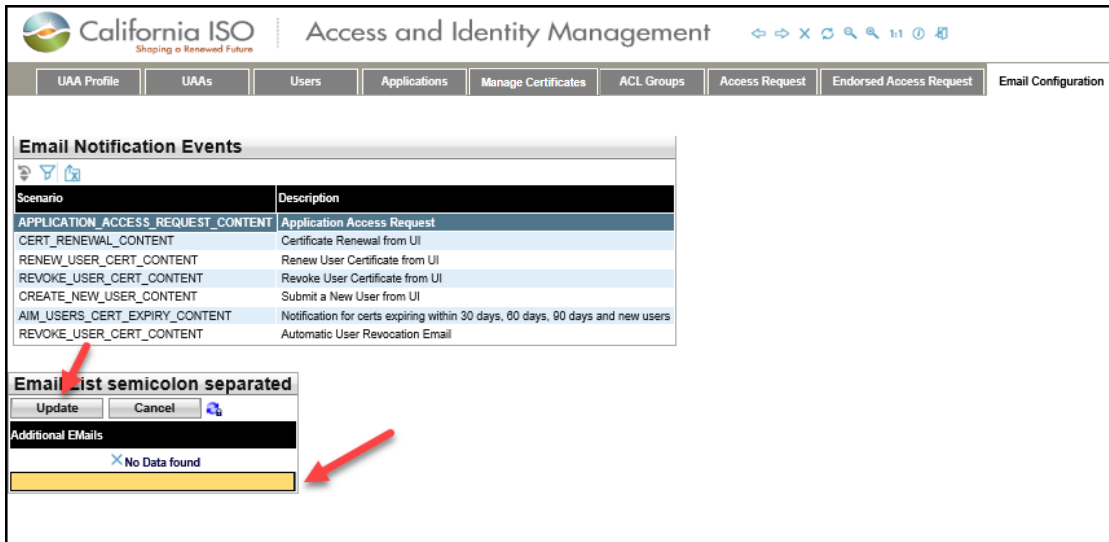 California ISO
Shaping a Renewed Future
Access and Identity Management
1:1
UAA Profile UAAs Users Applications Manage Certificates ACL Groups Access Request Endorsed Access Request Email Configuration
Email Notification Events
Scenario Description
APPLICATION_ACCESS_REQUEST_CONTENT Application Access Request
CERT_RENEWAL_CONTENT Certificate Renewal from UI
RENEW_USER_CERT_CONTENT Renew User Certificate from UI
REVOKE_USER_CERT_CONTENT Revoke User Certificate from UI
CREATE_NEW_USER_CONTENT Submit a New User from UI
AIM_USERS_CERT_EXPIRY_CONTENT Notification for certs expiring within 30 days, 60 days, 90 days and new users
REVOKE_USER_CERT_CONTENT Automatic User Revocation Email
Email List semicolon separated
Update Cancel
Additional EMails
No Data found